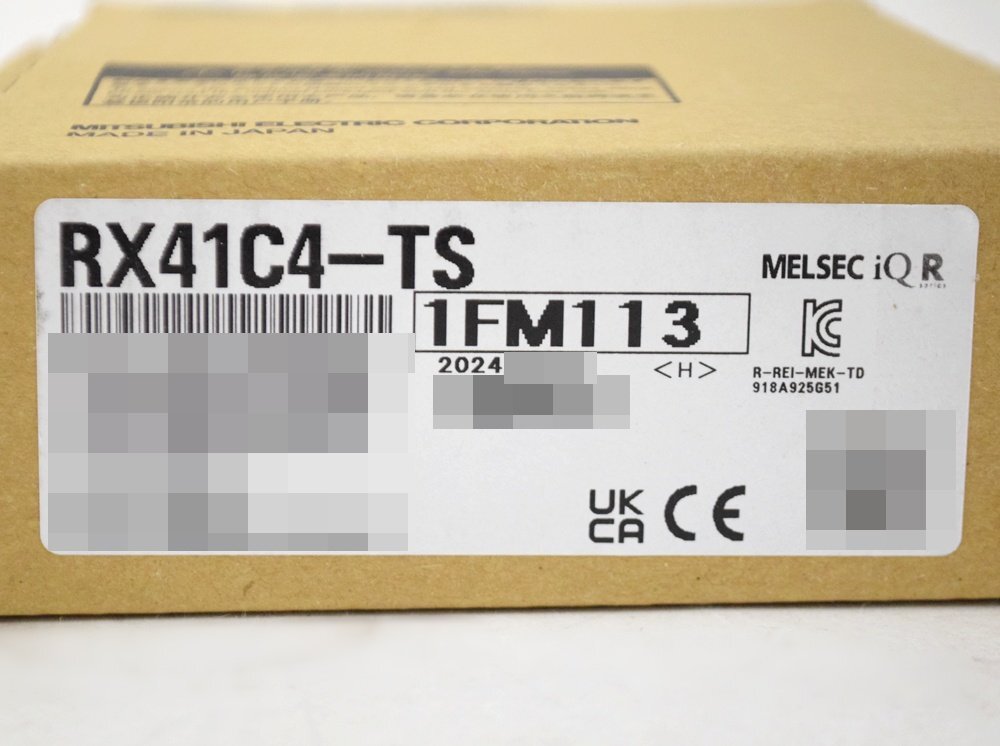 MITSUBISHI ELECTRIC CORPORATION
MADE IN JAPAN
RX41C4-TS
MELSEC iQ R
series
1FM113
2024
<H>
R-REI-MEK-TD
918A925G51
UK
CA
CE